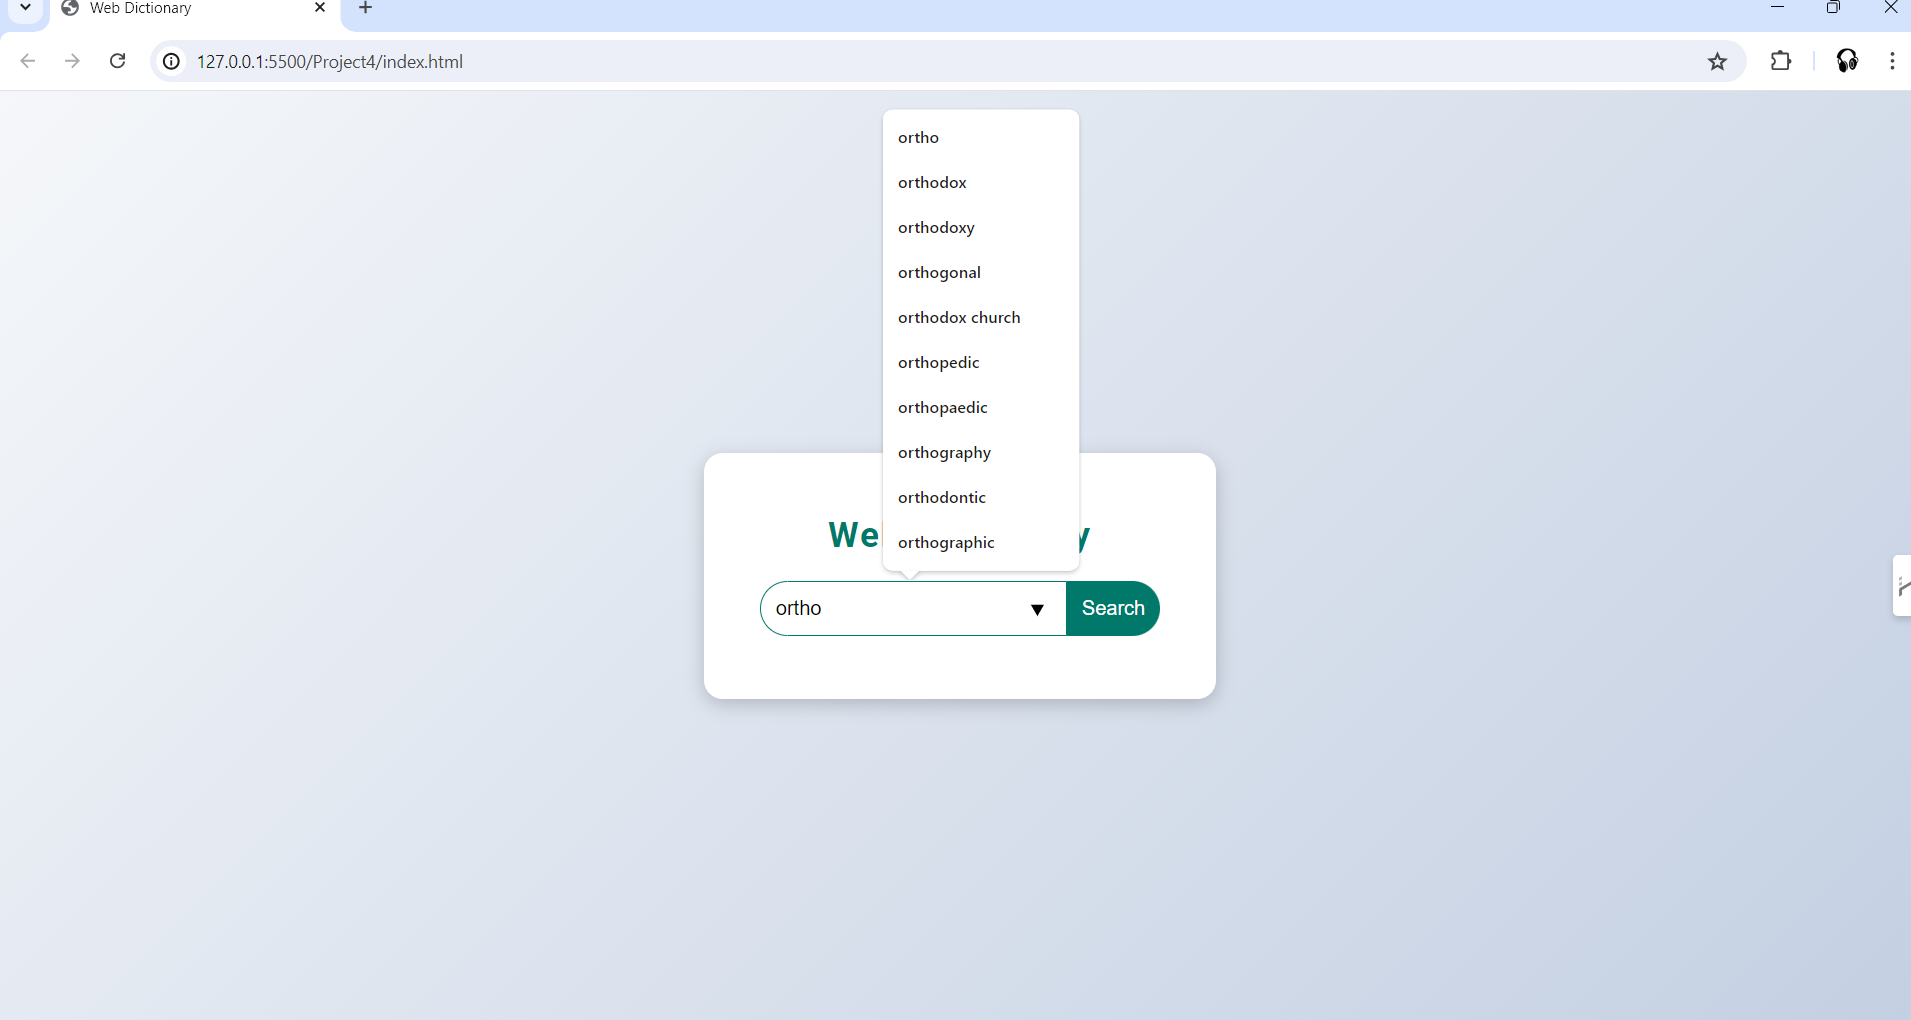 Web Dictionary
127.0.0.1:5500/Project4/index.html
ortho
orthodox
orthodoxy
orthogonal
orthodox church
orthopedic
orthopaedic
orthography
orthodontic
orthographic
We y
ortho
Search